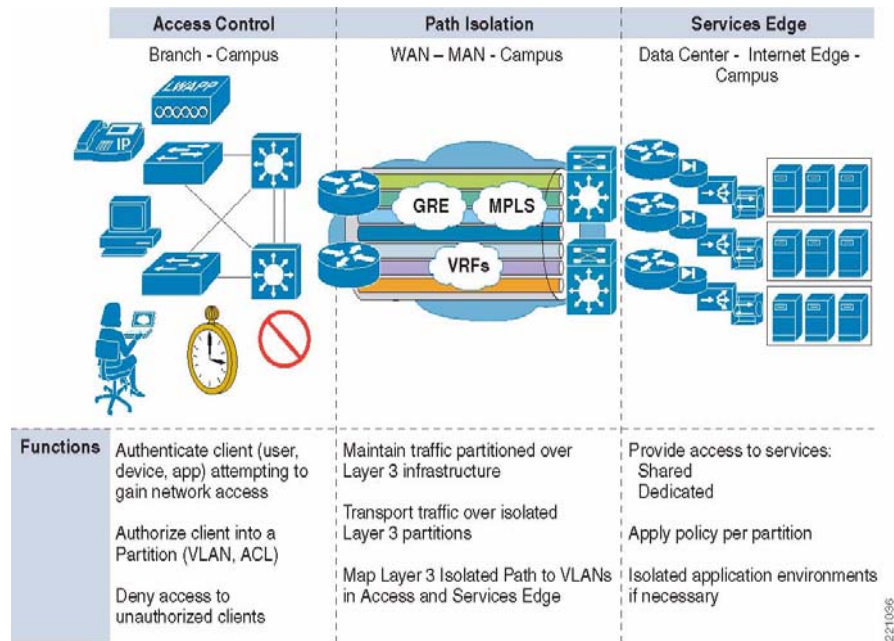 Access Control
Path Isolation
Services Edge
Branch - Campus
WAN – MAN - Campus
Data Center - Internet Edge -
Campus
LWAPP
IP
GRE
MPLS
VRFs
Functions
Authenticate client (user,
device, app) attempting to
gain network access
Authorize client into a
Partition (VLAN, ACL)
Deny access to
unauthorized clients
Maintain traffic partitioned over
Layer 3 infrastructure
Transport traffic over isolated
Layer 3 partitions
Map Layer 3 Isolated Path to VLANs
in Access and Services Edge
Provide access to services:
Shared
Dedicated
Apply policy per partition
Isolated application environments
if necessary
221036